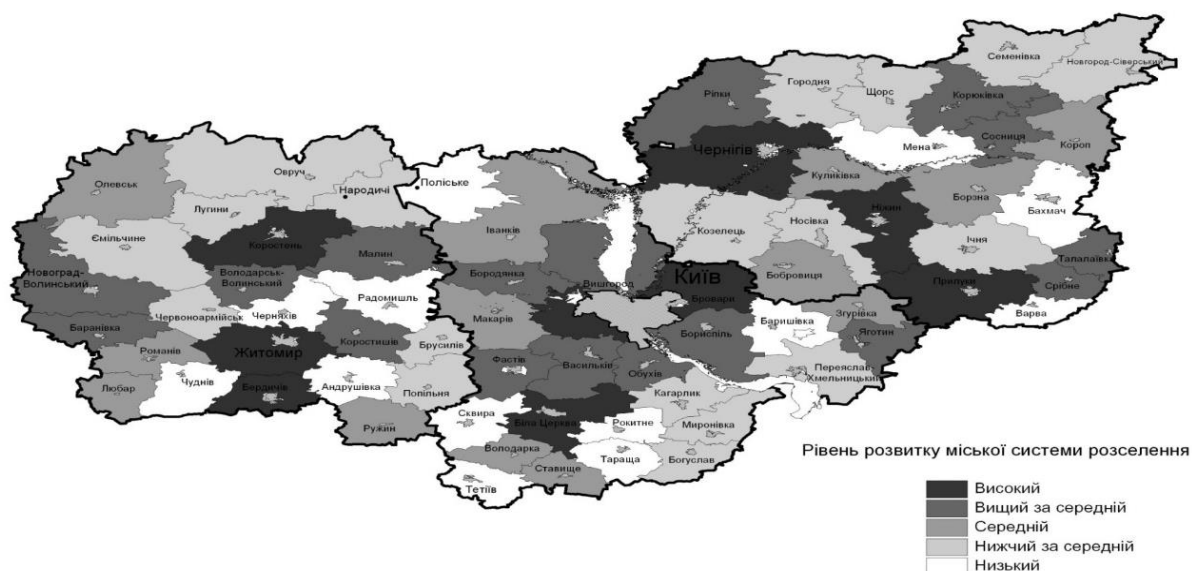 Семенівка
Новгород-Сіверський
Городня
Щорс
Ріпки
Корюківка
Сосниця
Короп
Мена
Чернігів
Куликівка
Борзна
Бахмач
Ніжин
Носівка
Козелець
Ічня
Бобровиця
Талалаївка
Прилуки
Срібне
Варва
Олевськ
Овруч
Народичі
Поліське
Лугини
Ємільчине
Коростень
Малин
Іванків
Новоград-
Волинський
Володарськ-
Волинський
Бородянка
Вишгород
Київ
Бровари
Радомишль
Червоноармійськ
Черняхів
Макарів
Баранівка
Житомир
Коростишів
Брусилів
Бориспіль
Баришівка
Згурівка
Яготин
Романів
Любар
Чуднів
Бердичів
Андрушівка
Попільня
Фастів
Васильків
Обухів
Переяслав-
Хмельницький
Кагарлик
Ружин
Сквира
Біла Церква
Рокитне
Миронівка
Володарка
Ставище
Тараща
Богуслав
Тетіїв
Рівень розвитку міської системи розселення
Високий
Вищий за середній
Середній
Нижчий за середній
Низький